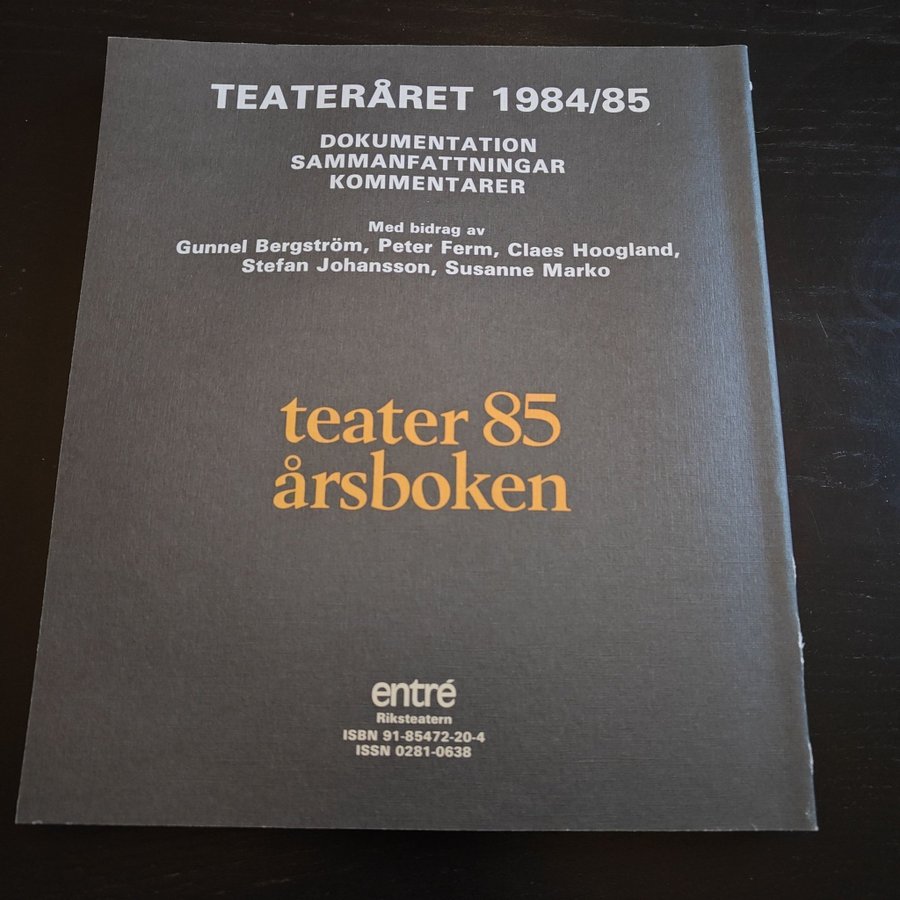 TEATERÅRET 1984/85
DOKUMENTATION
SAMMANFATTNINGAR
KOMMENTARER
Med bidrag av
Gunnel Bergström, Peter Ferm, Claes Hoogland,
Stefan Johansson, Susanne Marko
teater 85
årsboken
entré
Riksteatern
ISBN 91-85472-20-4
ISSN 0281-0638